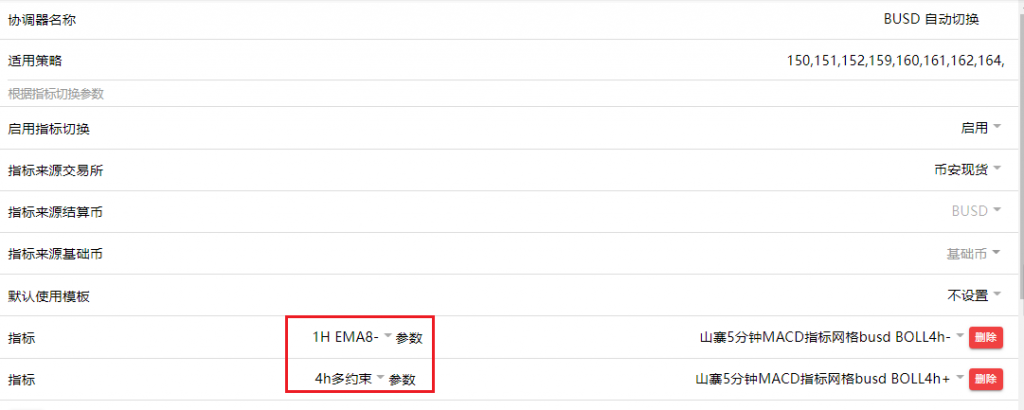 协调器名称 BUSD 自动切换
适用策略 150,151,152,159,160,161,162,164,
根据指标切换参数
启用指标切换 启用
指标来源交易所 币安现货
指标来源结算币 BUSD
指标来源基础币 基础币
默认使用模板 不设置
指标 1H EMA8- 参数 山寨5分钟MACD指标网格busd BOLL4h- 删除
指标 4h多约束 参数 山寨5分钟MACD指标网格busd BOLL4h+ 删除